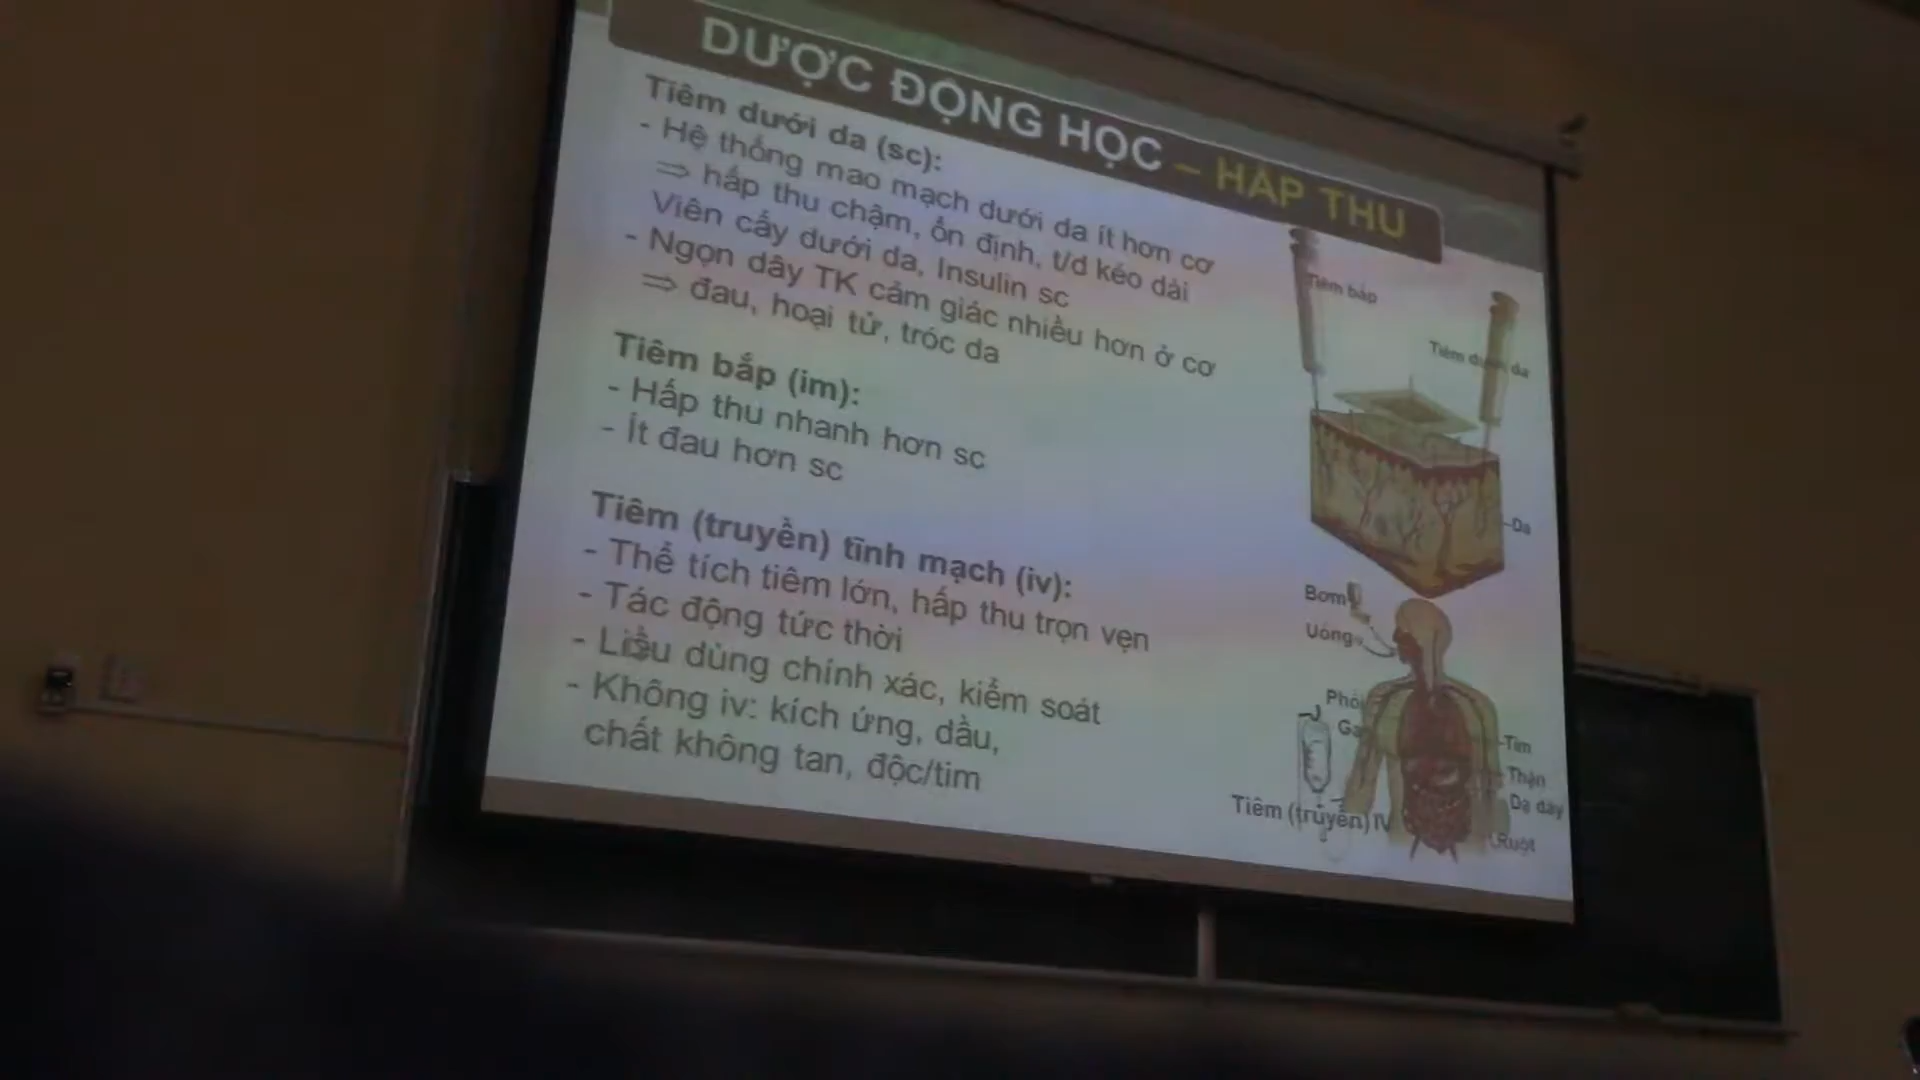 DƯỢC ĐỘNG HỌC – HẤP THU
Tiêm dưới da (sc):
- Hệ thống mao mạch dưới da ít hơn cơ
⇒ hấp thu chậm, ổn định, t/d kéo dài
Viên cấy dưới da, Insulin sc
- Ngọn dây TK cảm giác nhiều hơn ở cơ
⇒ đau, hoại tử, tróc da
Tiêm bắp (im):
- Hấp thu nhanh hơn sc
- Ít đau hơn sc
Tiêm (truyền) tĩnh mạch (iv):
- Thể tích tiêm lớn, hấp thu trọn vẹn
- Tác động tức thời
- Liều dùng chính xác, kiểm soát
- Không iv: kích ứng, dầu,
chất không tan, độc/tim
Tiêm bắp
Tiêm dưới da
Da
Bơm
Uống
Phổi
Tim
Thận
Dạ dày
Tiêm (truyền) IV
Ruột